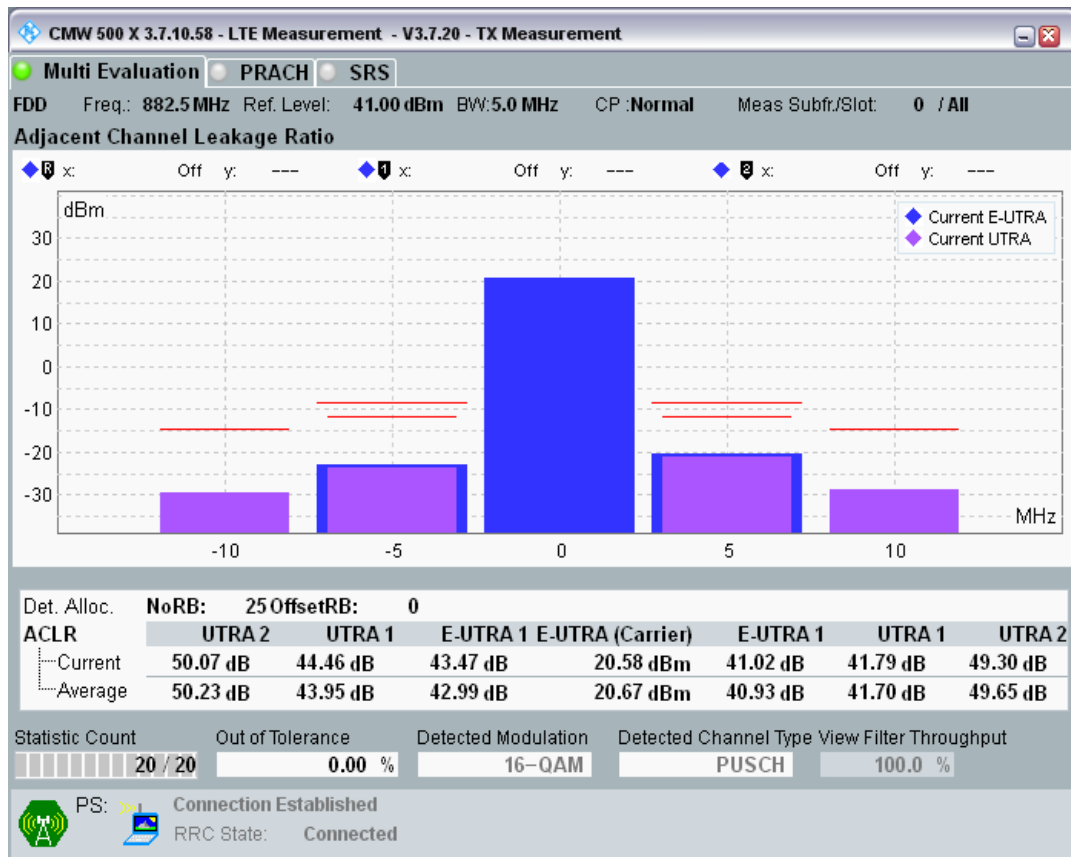 CMW 500 X 3.7.10.58 - LTE Measurement - V3.7.20 - TX Measurement
Multi Evaluation PRACH SRS
FDD Freq.: 882.5 MHz Ref. Level: 41.00 dBm BW:5.0 MHz CP :Normal Meas Subfr./Slot: 0 / All
Adjacent Channel Leakage Ratio
R x: Off y: --- 1 x: Off y: --- 2 x: Off y: ---
dBm
Current E-UTRA
Current UTRA
30
20
10
0
-10
-20
-30
MHz
-10 -5 0 5 10
Det. Alloc. NoRB: 25 OffsetRB: 0
ACLR UTRA 2 UTRA 1 E-UTRA 1 E-UTRA (Carrier) E-UTRA 1 UTRA 1 UTRA 2
Current 50.07 dB 44.46 dB 43.47 dB 20.58 dBm 41.02 dB 41.79 dB 49.30 dB
Average 50.23 dB 43.95 dB 42.99 dB 20.67 dBm 40.93 dB 41.70 dB 49.65 dB
Statistic Count Out of Tolerance Detected Modulation Detected Channel Type View Filter Throughput
20 / 20 0.00 % 16-QAM PUSCH 100.0 %
PS: Connection Established
RRC State: Connected